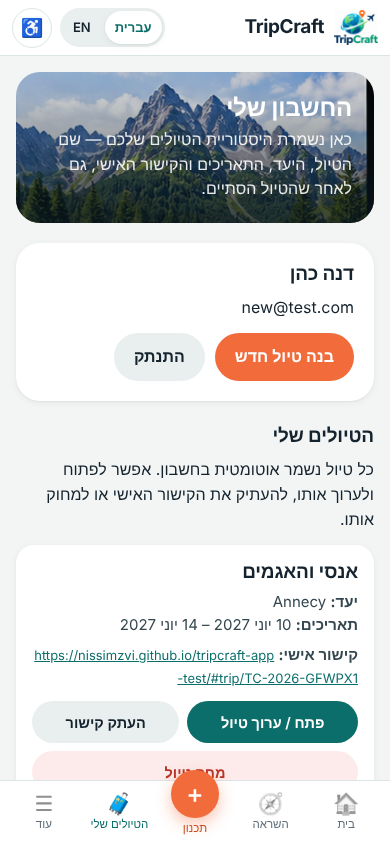 TripCraft
TripCraft
עברית
EN
החשבון שלי
כאן נשמרת היסטוריית הטיולים שלכם — שם
הטיול, היעד, התאריכים והקישור האישי, גם
לאחר שהטיול הסתיים.
דנה כהן
new@test.com
בנה טיול חדש
התנתק
הטיולים שלי
כל טיול נשמר אוטומטית בחשבון. אפשר לפתוח
ולערוך אותו, להעתיק את הקישור האישי או למחוק
אותו.
אנסי והאגמים
יעד: Annecy
תאריכים: 10 יוני 2027 – 14 יוני 2027
קישור אישי: https://nissimzvi.github.io/tripcraft-app
-test/#trip/TC-2026-GFWPX1
פתח / ערוך טיול
העתק קישור
מחק טיול
בית
השראה
+
תכנון
הטיולים שלי
עוד